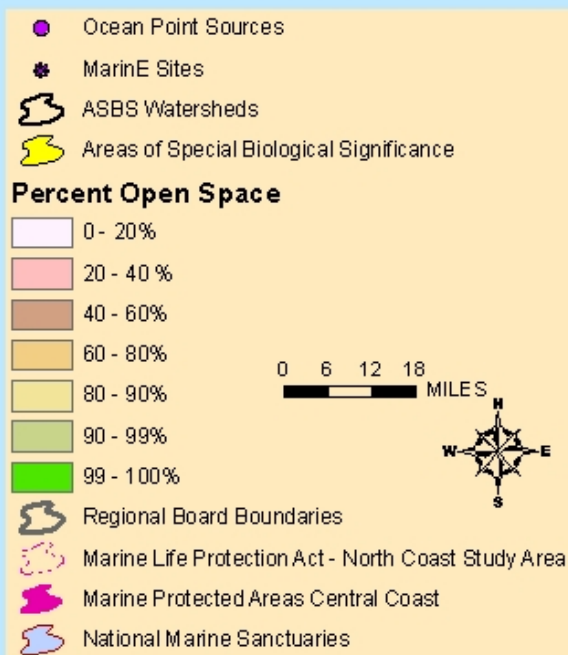 Ocean Point Sources
MarinE Sites
ASBS Watersheds
Areas of Special Biological Significance
Percent Open Space
0 - 20%
20 - 40 %
40 - 60%
60 - 80%
80 - 90%
90 - 99%
99 - 100%
0 6 12 18
MILES
N
W E
S
Regional Board Boundaries
Marine Life Protection Act - North Coast Study Area
Marine Protected Areas Central Coast
National Marine Sanctuaries